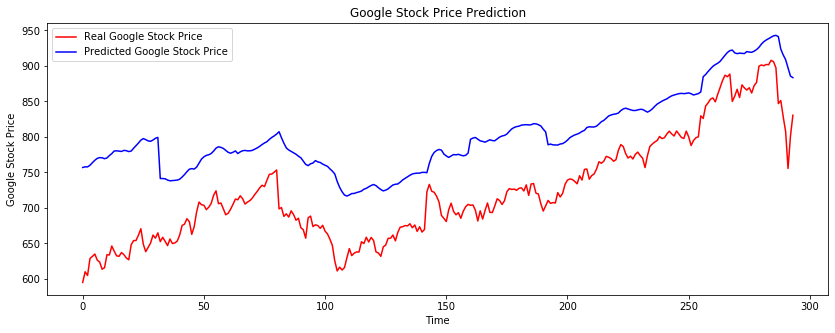 Google Stock Price Prediction
Real Google Stock Price
Predicted Google Stock Price
Google Stock Price
950
900
850
800
750
700
650
600
0 50 100 150 200 250 300
Time